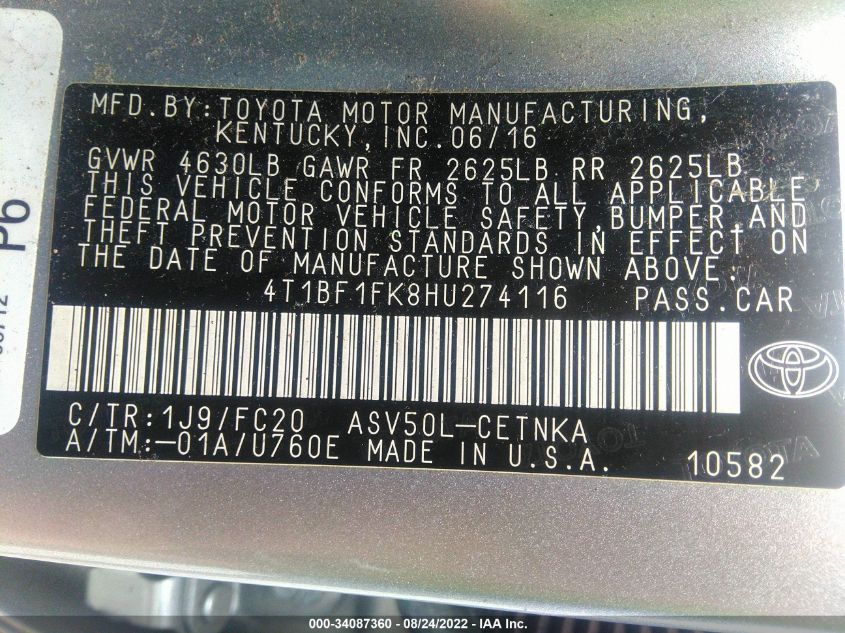 MFD.BY:TOYOTA MOTOR MANUFACTURING,
KENTUCKY,INC.06/16
GVWR 4630LB GAWR FR 2625LB RR 2625LB
THIS VEHICLE CONFORMS TO ALL APPLICABLE
FEDERAL MOTOR VEHICLE SAFETY,BUMPER,AND
THEFT PREVENTION STANDARDS IN EFFECT ON
THE DATE OF MANUFACTURE SHOWN ABOVE.
4T1BF1FK8HU274116 PASS.CAR
C/TR:1J9/FC20 ASV50L-CETNKA
A/TM:-01A/U760E MADE IN U.S.A. 10582
Pb
000-34087360 - 08/24/2022 - IAA Inc.